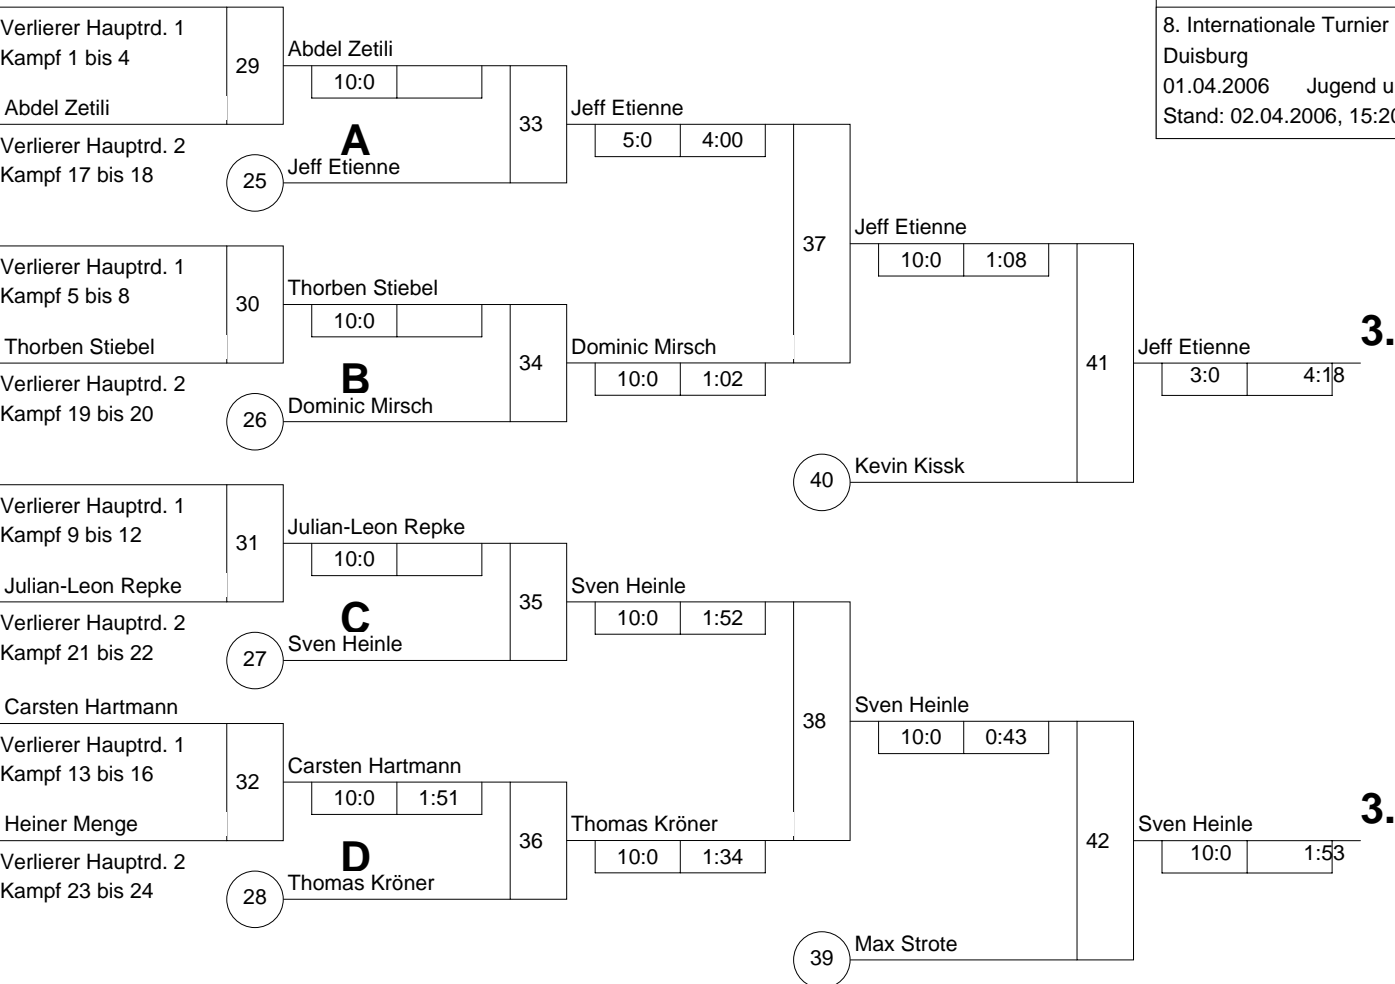 8. Internationale Turnier
Duisburg
01.04.2006 Jugend u
Stand: 02.04.2006, 15:20
Verlierer Hauptrd. 1
Kampf 1 bis 4
29
Abdel Zetili
10:0
Abdel Zetili
Verlierer Hauptrd. 2
Kampf 17 bis 18
A
25
Jeff Etienne
33
Jeff Etienne
5:0 4:00
Verlierer Hauptrd. 1
Kampf 5 bis 8
30
Thorben Stiebel
10:0
Thorben Stiebel
Verlierer Hauptrd. 2
Kampf 19 bis 20
B
26
Dominic Mirsch
34
Dominic Mirsch
10:0 1:02
37
Jeff Etienne
10:0 1:08
40
Kevin Kissk
41
Jeff Etienne
3.
3:0 4:18
Verlierer Hauptrd. 1
Kampf 9 bis 12
31
Julian-Leon Repke
10:0
Julian-Leon Repke
Verlierer Hauptrd. 2
Kampf 21 bis 22
C
27
Sven Heinle
35
Sven Heinle
10:0 1:52
Carsten Hartmann
Verlierer Hauptrd. 1
Kampf 13 bis 16
32
Carsten Hartmann
10:0 1:51
Heiner Menge
Verlierer Hauptrd. 2
Kampf 23 bis 24
D
28
Thomas Kröner
36
Thomas Kröner
10:0 1:34
38
Sven Heinle
10:0 0:43
39
Max Strote
42
Sven Heinle
3.
10:0 1:53